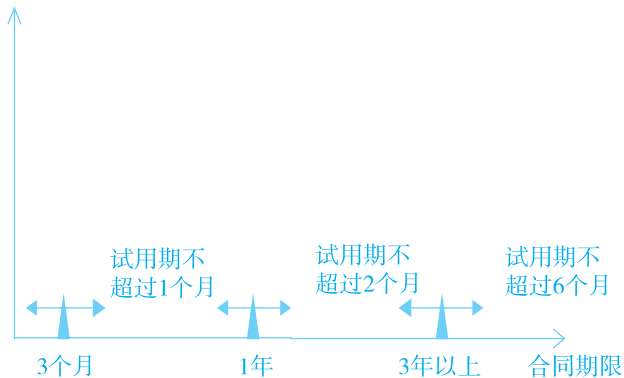 试用期不
超过1个月
试用期不
超过2个月
试用期不
超过6个月
3个月
1年
3年以上
合同期限